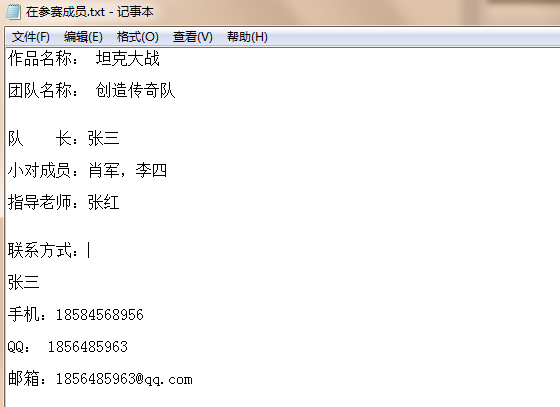 在参赛成员.txt - 记事本
文件(F) 编辑(E) 格式(O) 查看(V) 帮助(H)
作品名称： 坦克大战
团队名称： 创造传奇队
队　　长：张三
小对成员：肖军，李四
指导老师：张红
联系方式：
张三
手机：18584568956
QQ： 1856485963
邮箱：1856485963@qq.com